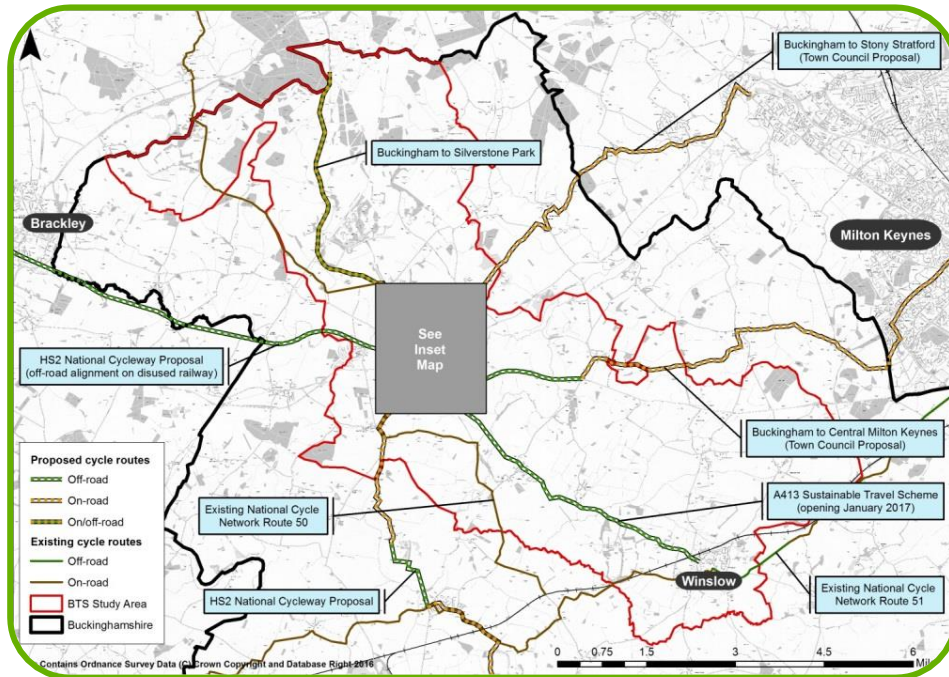 Buckingham to Stony Stratford
(Town Council Proposal)
Buckingham to Silverstone Park
Brackley
Milton Keynes
See
Inset
Map
HS2 National Cycleway Proposal
(off-road alignment on disused railway)
Buckingham to Central Milton Keynes
(Town Council Proposal)
Proposed cycle routes
Off-road
On-road
On/off-road
Existing cycle routes
Off-road
On-road
BTS Study Area
Buckinghamshire
Existing National Cycle
Network Route 50
A413 Sustainable Travel Scheme
(opening January 2017)
HS2 National Cycleway Proposal
Winslow
Existing National Cycle
Network Route 51
Contains Ordnance Survey Data (C) Crown Copyright and Database Right 2016
0 0.75 1.5 3 4.5 6